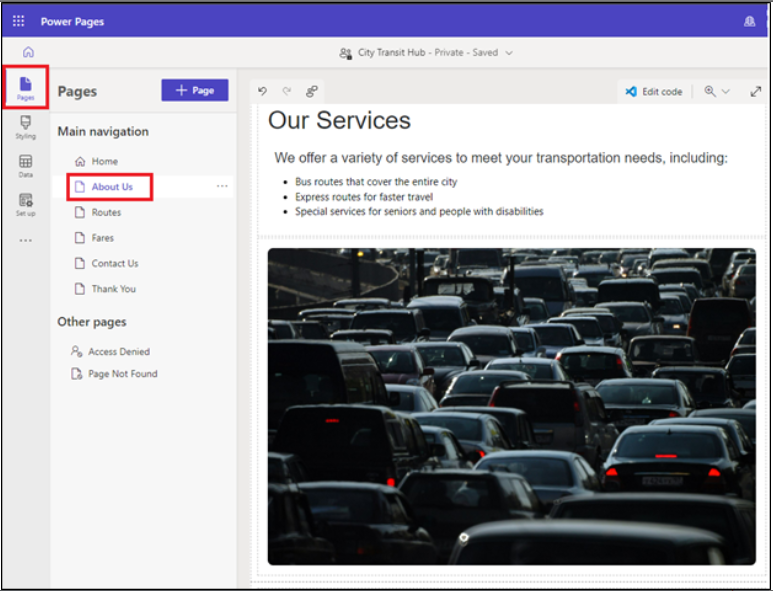 Power Pages
City Transit Hub - Private - Saved
Pages
Styling
Data
Set up
Pages
+ Page
Main navigation
Home
About Us
Routes
Fares
Contact Us
Thank You
Other pages
Access Denied
Page Not Found
Edit code
Our Services
We offer a variety of services to meet your transportation needs, including:
• Bus routes that cover the entire city
• Express routes for faster travel
• Special services for seniors and people with disabilities